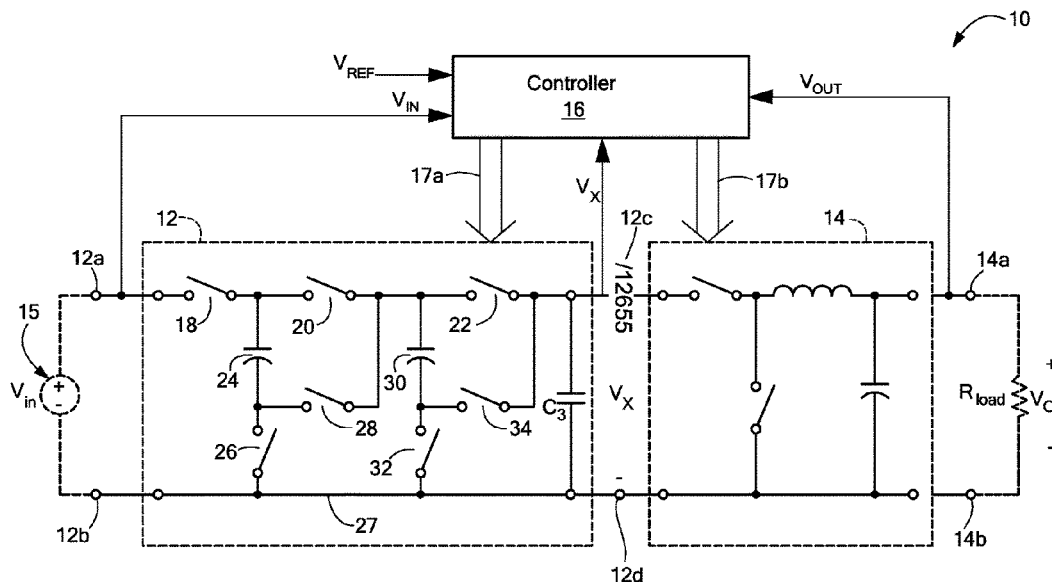 10
V_REF
Controller
16
V_OUT
V_IN
17a
V_X
17b
12
12c
14
12a
/12655
14a
15
18
20
22
+
-
V_in
24
30
C_3
V_X
R_load
+
V_O
-
28
34
26
32
12b
27
-
12d
14b